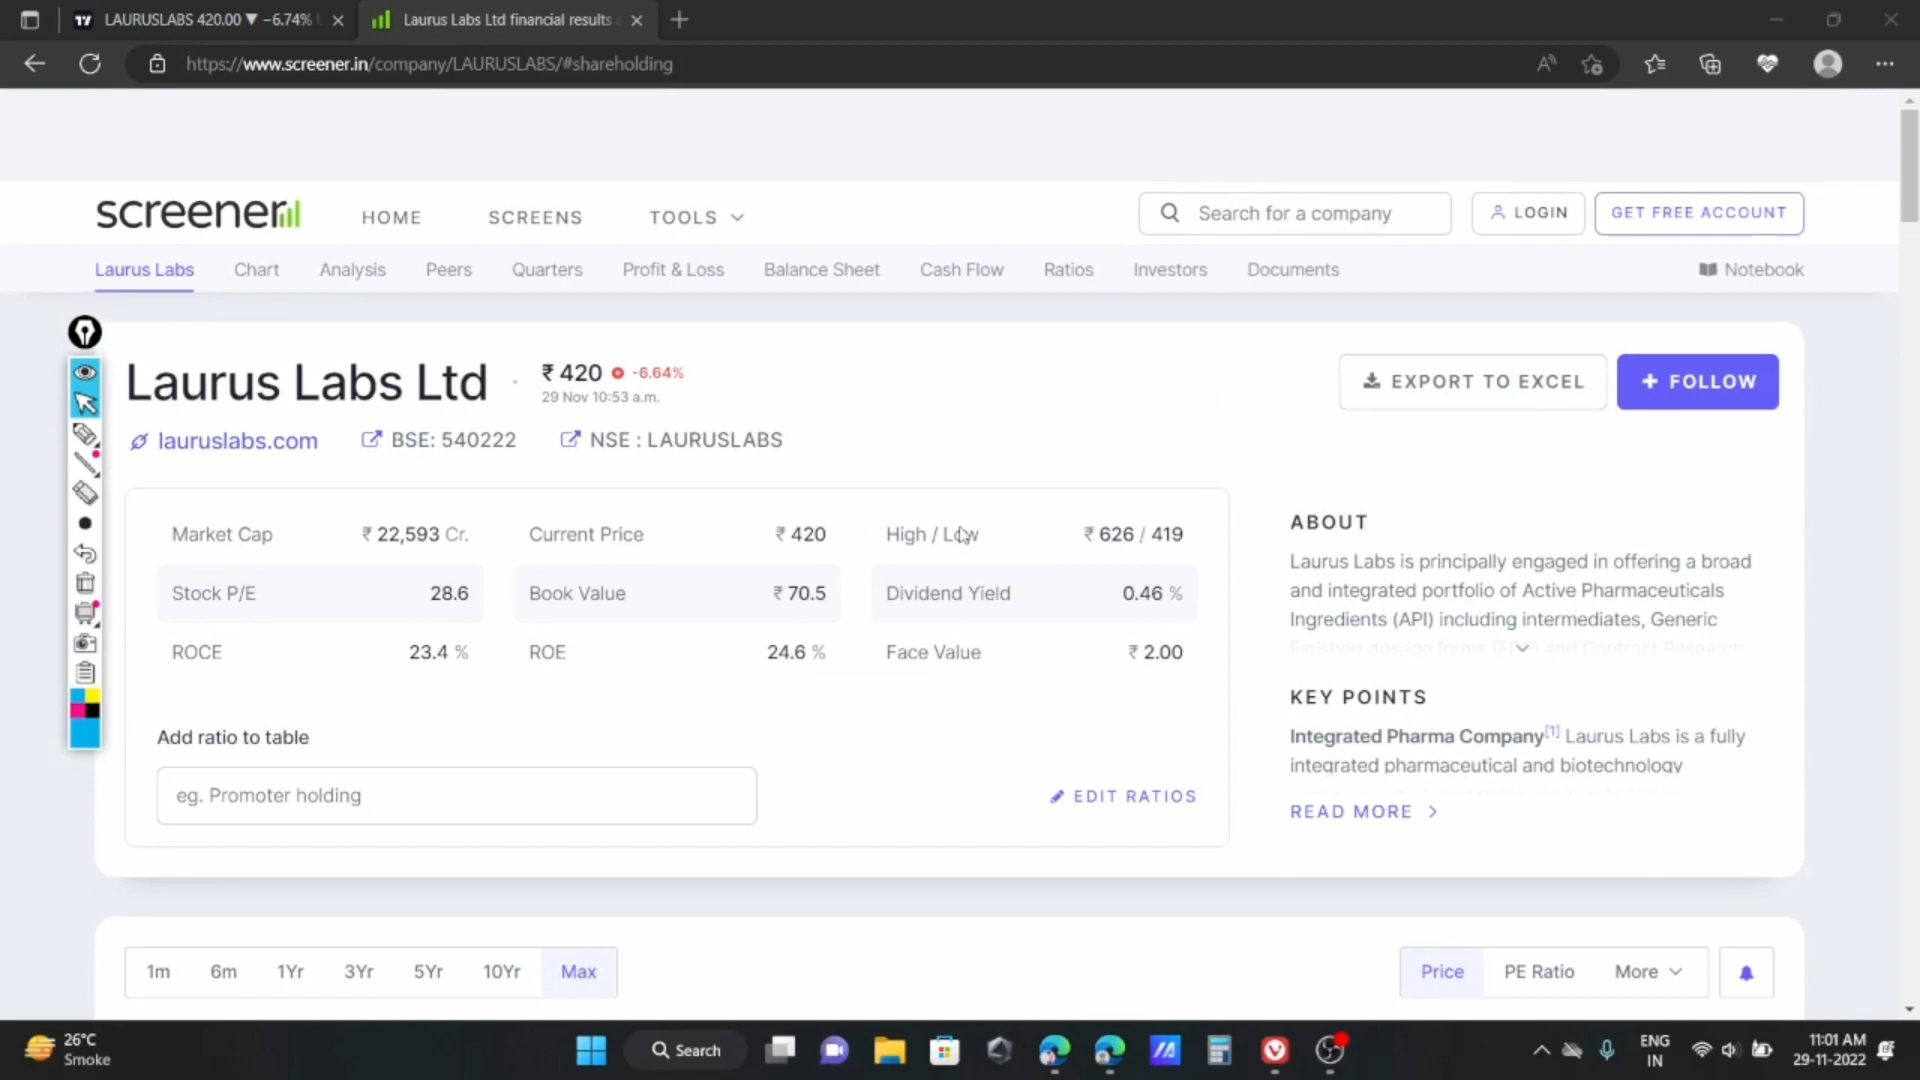 LAURUSLABS 420.00 ▼ −6.74%
Laurus Labs Ltd financial results
https://www.screener.in/company/LAURUSLABS/#shareholding
screener
HOME
SCREENS
TOOLS
Search for a company
LOGIN
GET FREE ACCOUNT
Laurus Labs
Chart
Analysis
Peers
Quarters
Profit & Loss
Balance Sheet
Cash Flow
Ratios
Investors
Documents
Notebook
Laurus Labs Ltd
₹ 420 -6.64%
29 Nov 10:53 a.m.
EXPORT TO EXCEL
+ FOLLOW
lauruslabs.com
BSE: 540222
NSE : LAURUSLABS
Market Cap ₹ 22,593 Cr.
Current Price ₹ 420
High / Low ₹ 626 / 419
Stock P/E 28.6
Book Value ₹ 70.5
Dividend Yield 0.46 %
ROCE 23.4 %
ROE 24.6 %
Face Value ₹ 2.00
Add ratio to table
eg. Promoter holding
EDIT RATIOS
ABOUT
Laurus Labs is principally engaged in offering a broad
and integrated portfolio of Active Pharmaceuticals
Ingredients (API) including intermediates, Generic
Finished dosage forms (FDF) and Contract Research
KEY POINTS
Integrated Pharma Company[1] Laurus Labs is a fully
integrated pharmaceutical and biotechnology
READ MORE
1m
6m
1Yr
3Yr
5Yr
10Yr
Max
Price
PE Ratio
More
26°C
Smoke
Search
ENG
IN
11:01 AM
29-11-2022